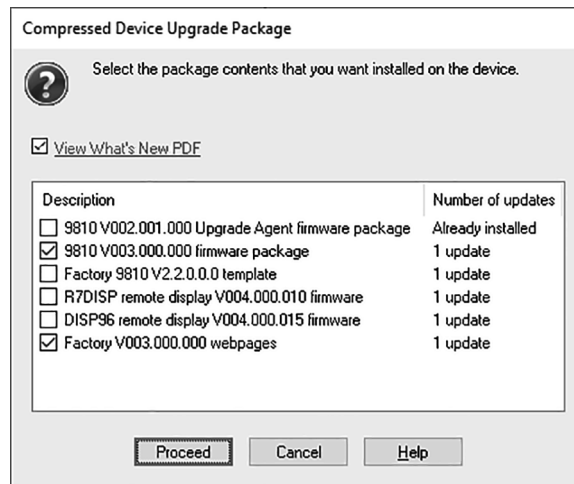 Compressed Device Upgrade Package
?
Select the package contents that you want installed on the device.
View What's New PDF
Description Number of updates
9810 V002.001.000 Upgrade Agent firmware package Already installed
9810 V003.000.000 firmware package 1 update
Factory 9810 V2.2.0.0.0 template 1 update
R7DISP remote display V004.000.010 firmware 1 update
DISP96 remote display V004.000.015 firmware 1 update
Factory V003.000.000 webpages 1 update
Proceed Cancel Help